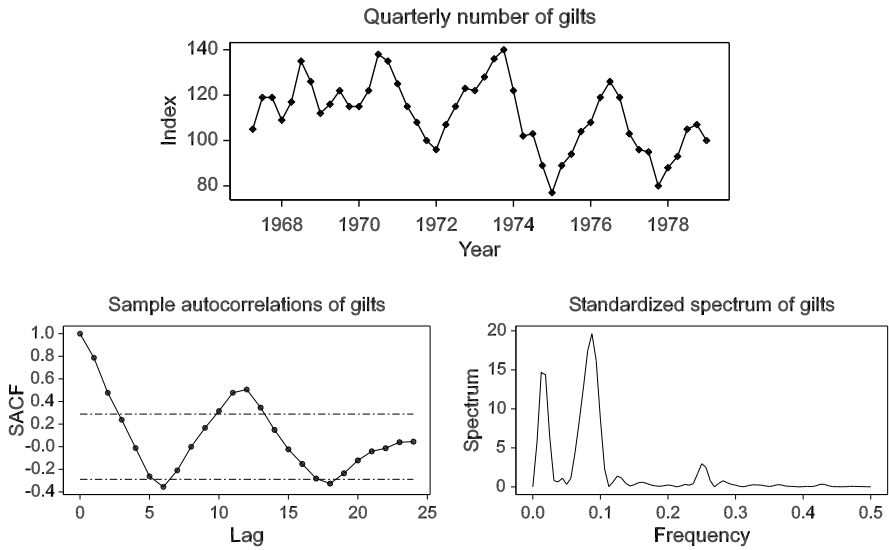 Quarterly number of gilts
140
120
100
80
Index
1968 1970 1972 1974 1976 1978
Year
Sample autocorrelations of gilts
1.0
0.8
0.6
0.4
0.2
-0.0
-0.2
-0.4
SACF
0 5 10 15 20 25
Lag
Standardized spectrum of gilts
20
15
10
5
0
Spectrum
0.0 0.1 0.2 0.3 0.4 0.5
Frequency